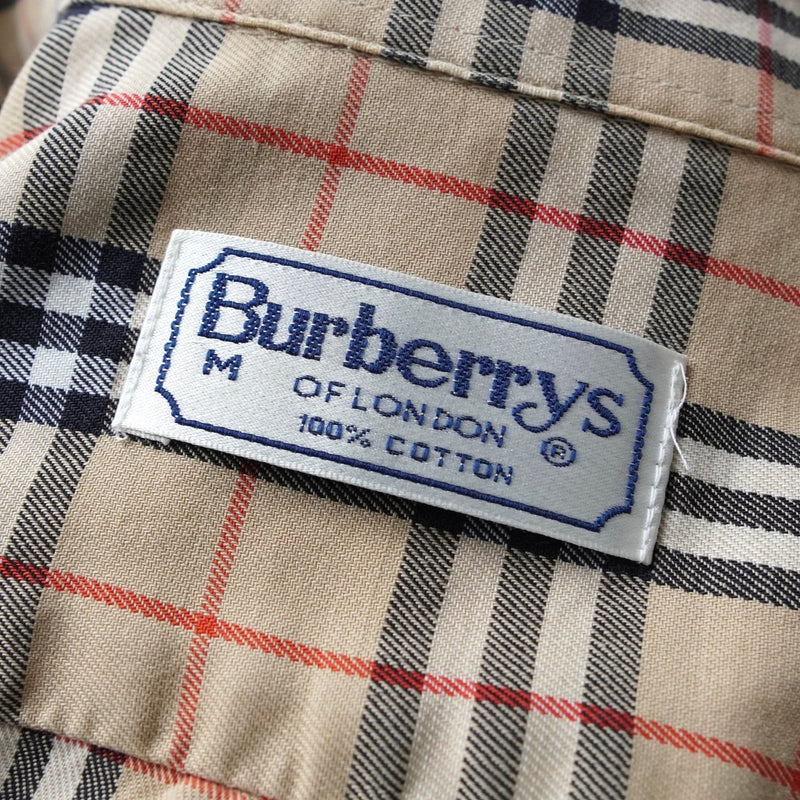 Burberrys
M
OF LONDON
100% COTTON ®